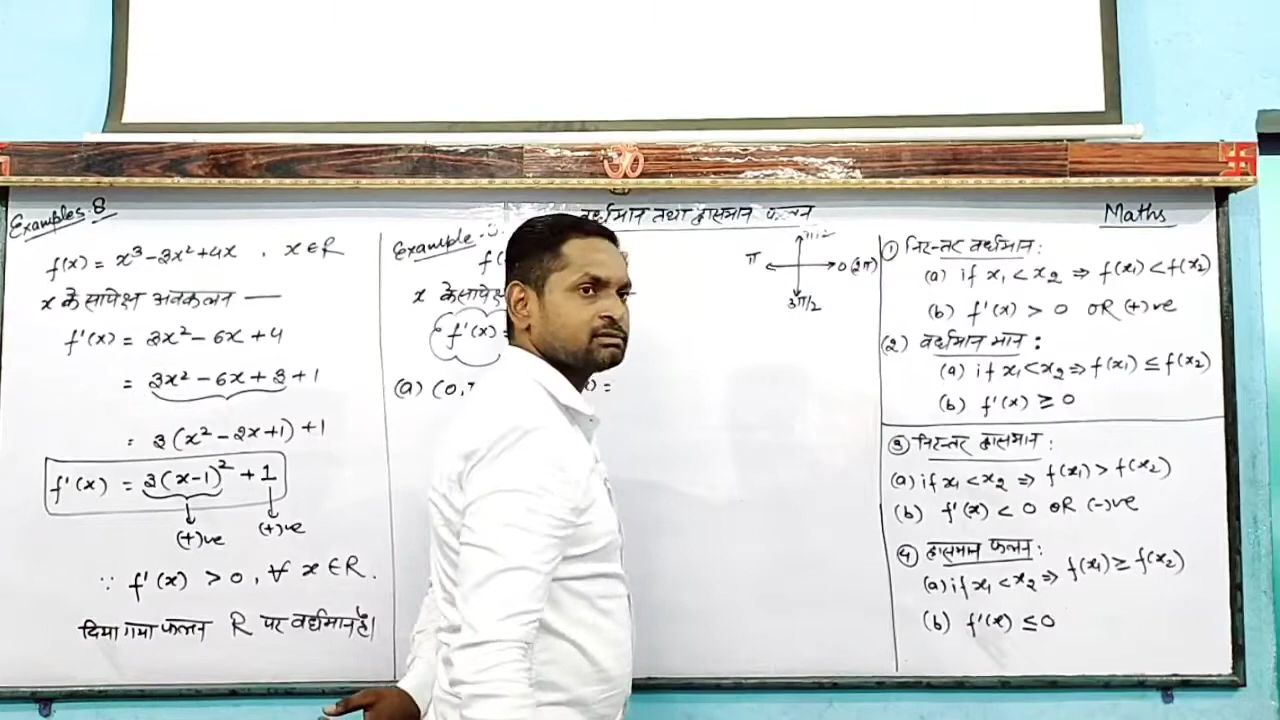 ॐ
वर्धमान तथा ह्रासमान फलन
Maths
Examples 8
f(x) = x³-3x²+4x . x∈R
x के सापेक्ष अवकलन —
f'(x) = 3x² - 6x + 4
= 3x² - 6x + 3 + 1
= 3(x² - 2x + 1) + 1
f'(x) = 3(x-1)² + 1
(+)ve (+)ve
∵ f'(x) > 0, ∀ x∈R.
दिया गया फलन R पर वर्धमान है।
Example
f(
x के सापेक्ष
f'(x) =
(a) (0, ) =
π 0 (2π)
3π/2
① निरन्तर वर्धमान:
(a) if x₁ < x₂ ⇒ f(x₁) < f(x₂)
(b) f'(x) > 0 OR (+)ve
(2) वर्धमान मान :
(a) if x₁ < x₂ ⇒ f(x₁) ≤ f(x₂)
(b) f'(x) ≥ 0
③ निरन्तर ह्रासमान :
(a) if x₁ < x₂ ⇒ f(x₁) > f(x₂)
(b) f'(x) < 0 OR (-)ve
④ ह्रासमान फलन :
(a) if x₁ < x₂ ⇒ f(x₁) ≥ f(x₂)
(b) f'(x) ≤ 0